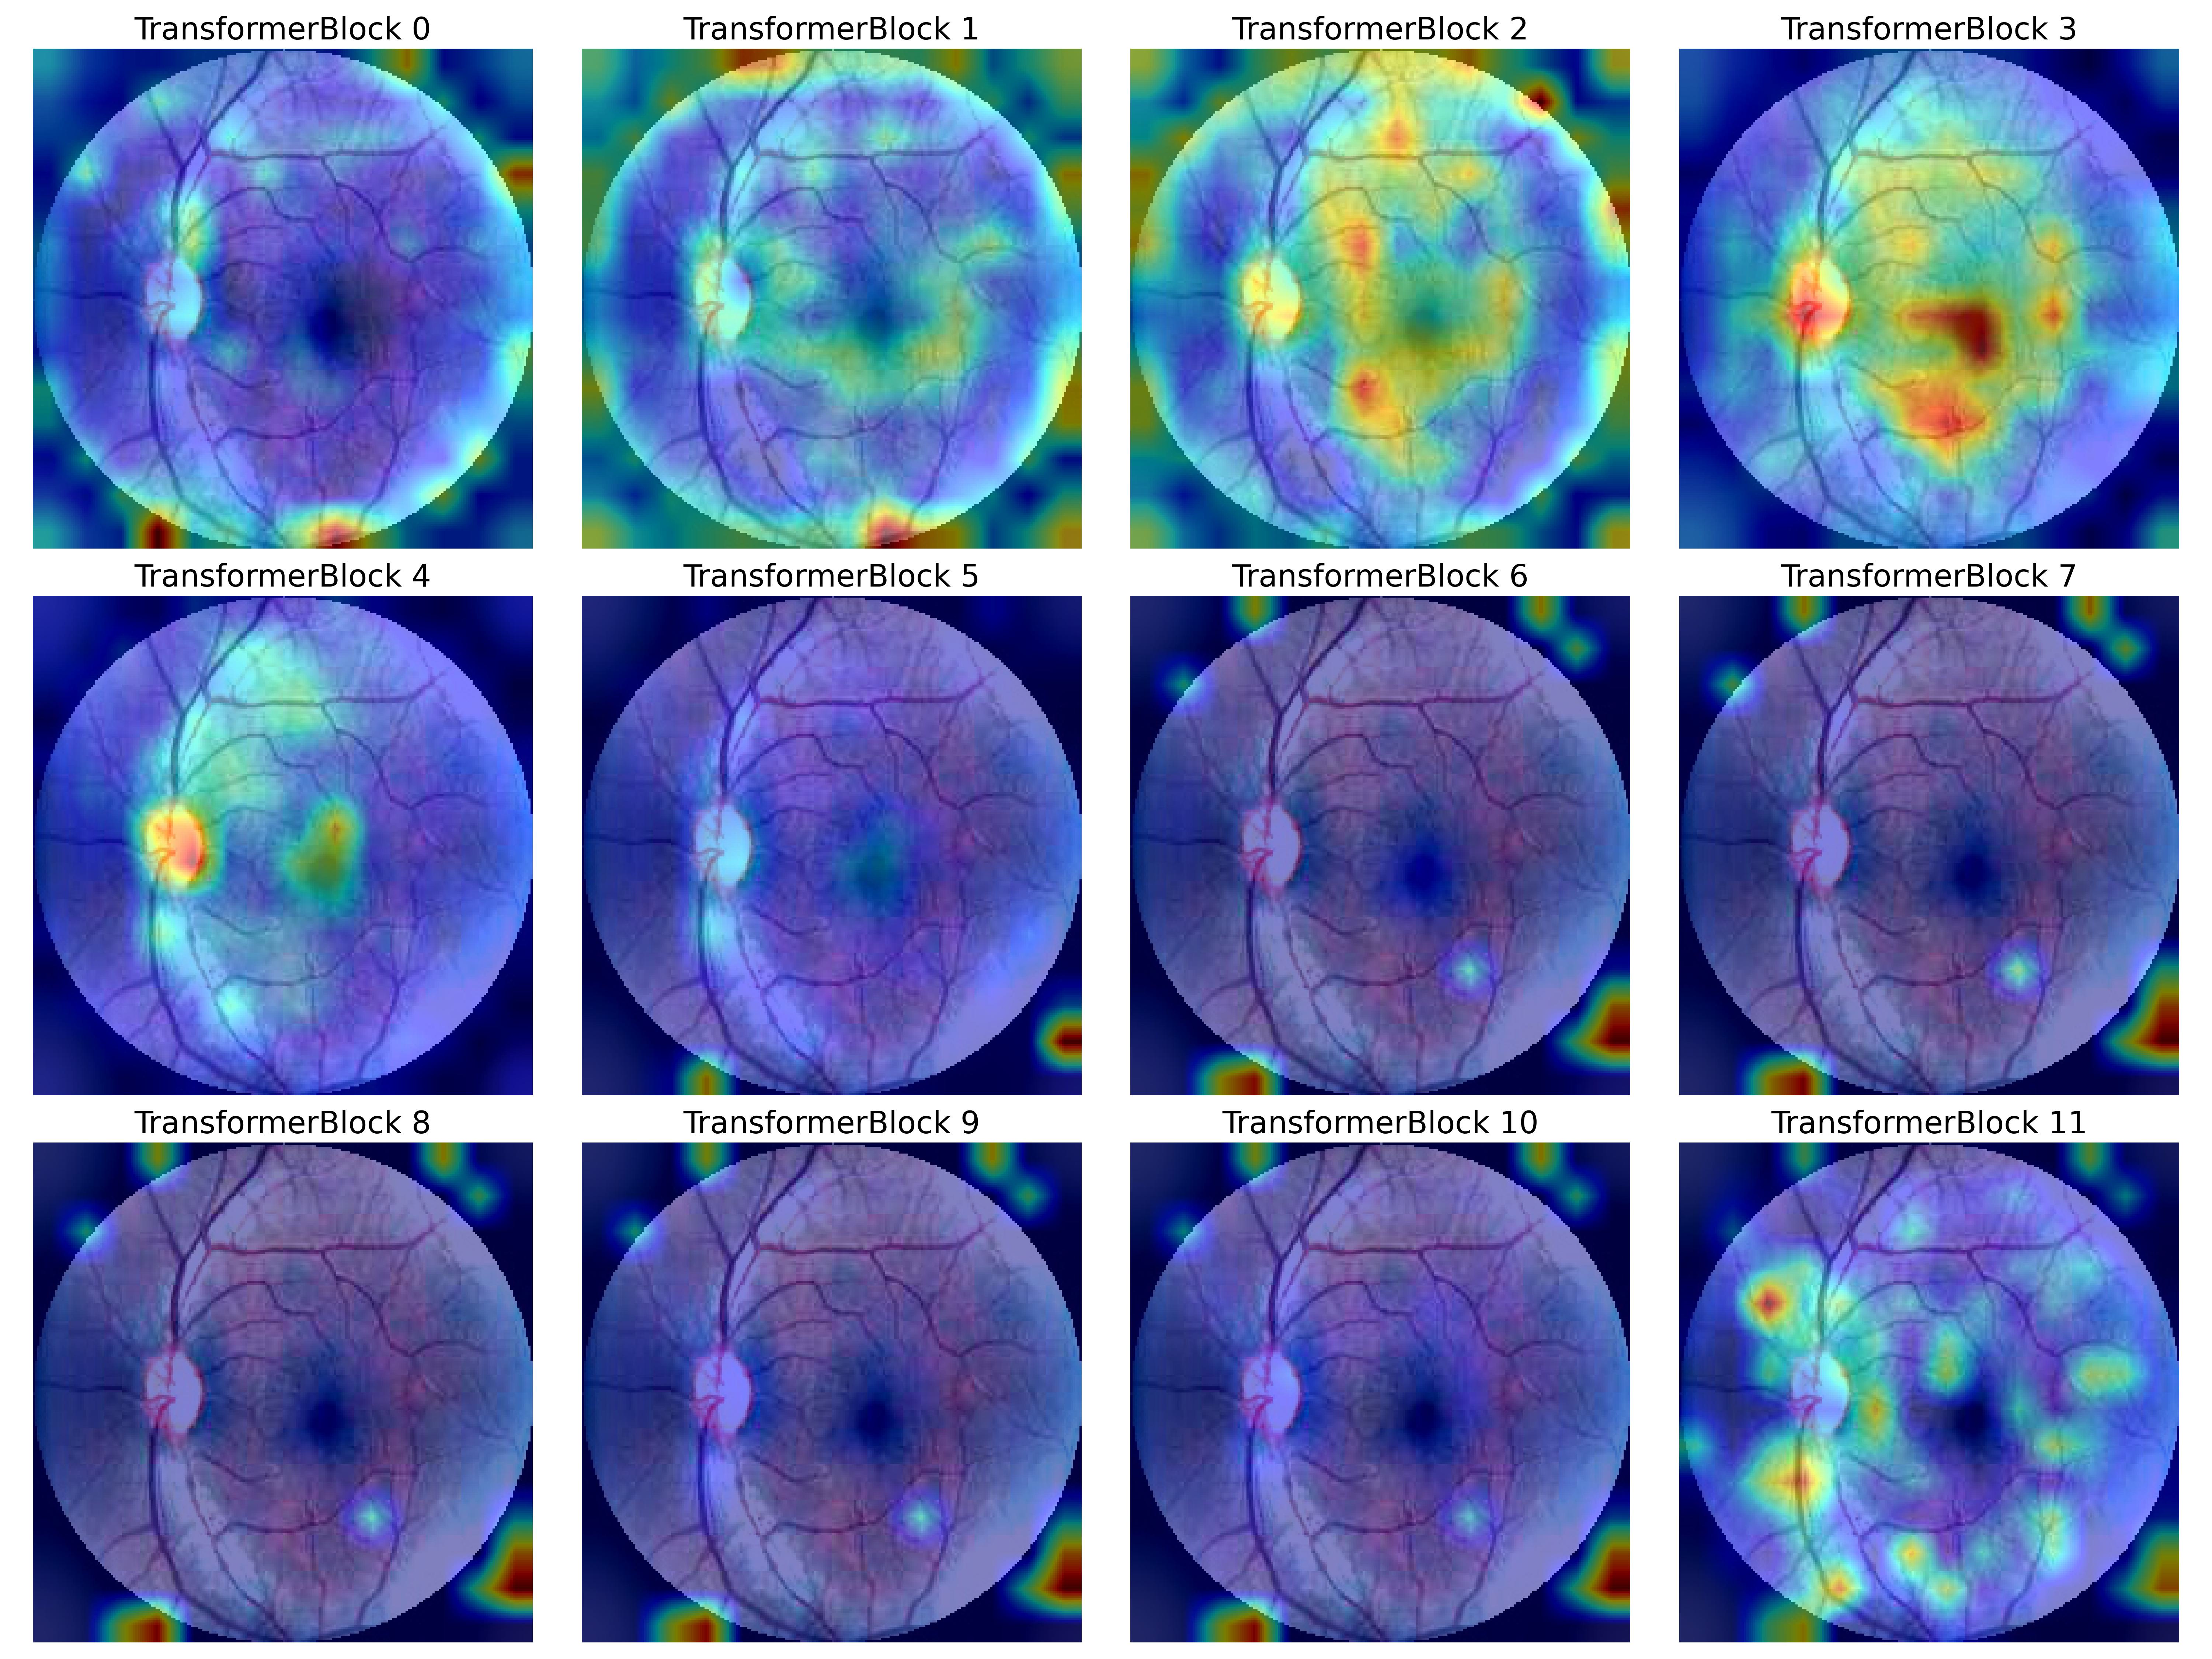 TransformerBlock 0
TransformerBlock 1
TransformerBlock 2
TransformerBlock 3
TransformerBlock 4
TransformerBlock 5
TransformerBlock 6
TransformerBlock 7
TransformerBlock 8
TransformerBlock 9
TransformerBlock 10
TransformerBlock 11